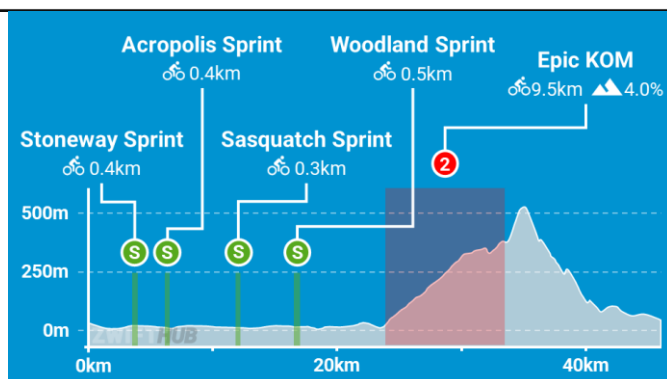 Acropolis Sprint
0.4km
Woodland Sprint
0.5km
Epic KOM
9.5km 4.0%
Stoneway Sprint
0.4km
Sasquatch Sprint
0.3km
2
500m
S S S S
250m
0m
ZWIFTHUB
0km 20km 40km